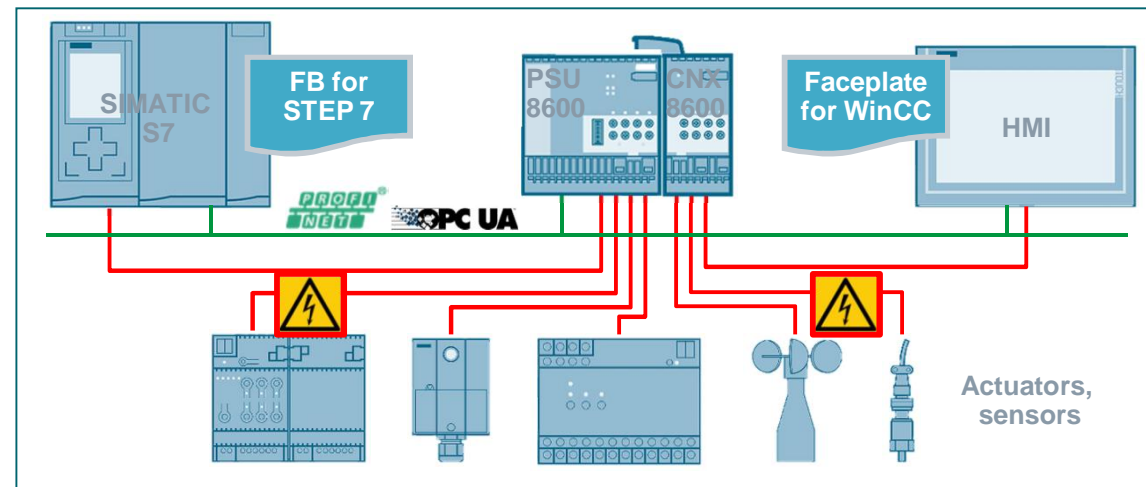 SIMATIC
S7
FB for
STEP 7
PSU
8600
CNX
8600
Faceplate
for WinCC
HMI
PROFI
NET
OPC UA
Actuators,
sensors